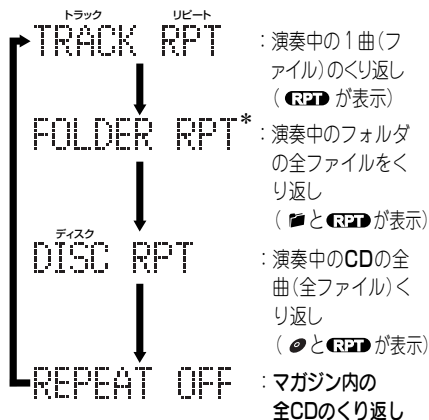 トラック リピート
TRACK RPT
：演奏中の1曲(フ
ァイル)のくり返し
( RPT が表示)
FOLDER RPT*
：演奏中のフォルダ
の全ファイルをく
り返し
( と RPT が表示)
ディスク
DISC RPT
：演奏中のCDの全
曲(全ファイル)く
り返し
( と RPT が表示)
REPEAT OFF
：マガジン内の
全CDのくり返し